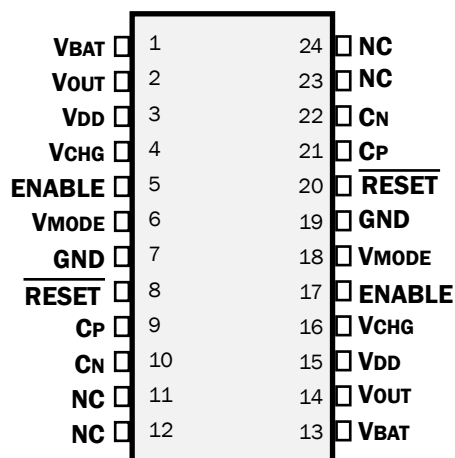 VBAT 1 24 NC
VOUT 2 23 NC
VDD 3 22 CN
VCHG 4 21 CP
ENABLE 5 20 RESET
VMODE 6 19 GND
GND 7 18 VMODE
RESET 8 17 ENABLE
CP 9 16 VCHG
CN 10 15 VDD
NC 11 14 VOUT
NC 12 13 VBAT